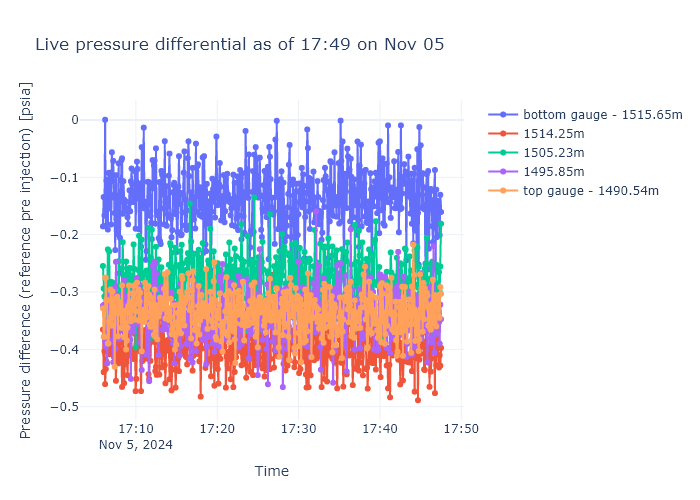 Live pressure differential as of 17:49 on Nov 05
Pressure difference (reference pre injection) [psia]
0
−0.1
−0.2
−0.3
−0.4
−0.5
17:10
17:20
17:30
17:40
17:50
Nov 5, 2024
Time
bottom gauge - 1515.65m
1514.25m
1505.23m
1495.85m
top gauge - 1490.54m